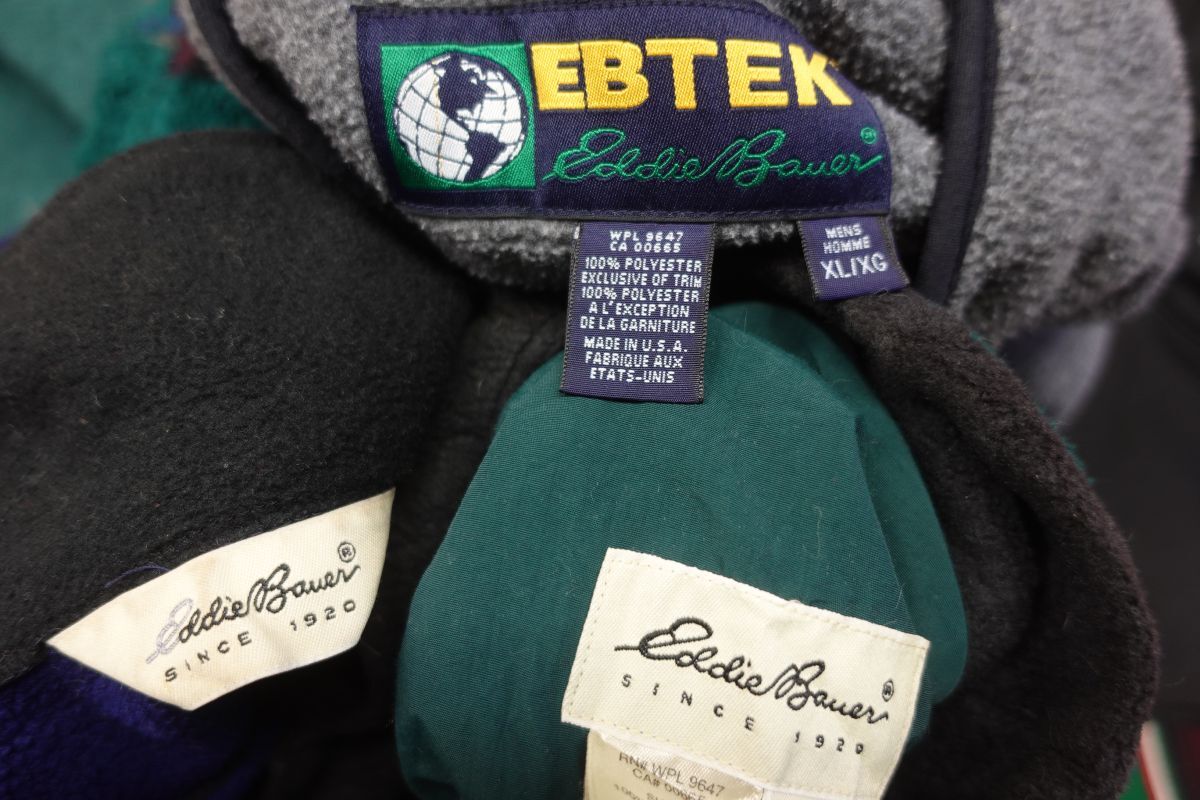 EBTEK
Eddie Bauer ®
WPL 9647
CA 00665
100% POLYESTER
EXCLUSIVE OF TRIM
100% POLYESTER
A L'EXCEPTION
DE LA GARNITURE
MADE IN U.S.A.
FABRIQUE AUX
ETATS-UNIS
MENS
HOMME
XL/XG
Eddie Bauer ®
SINCE 1920
Eddie Bauer ®
SINCE 1920
RN# WPL 9647
CA# 00665